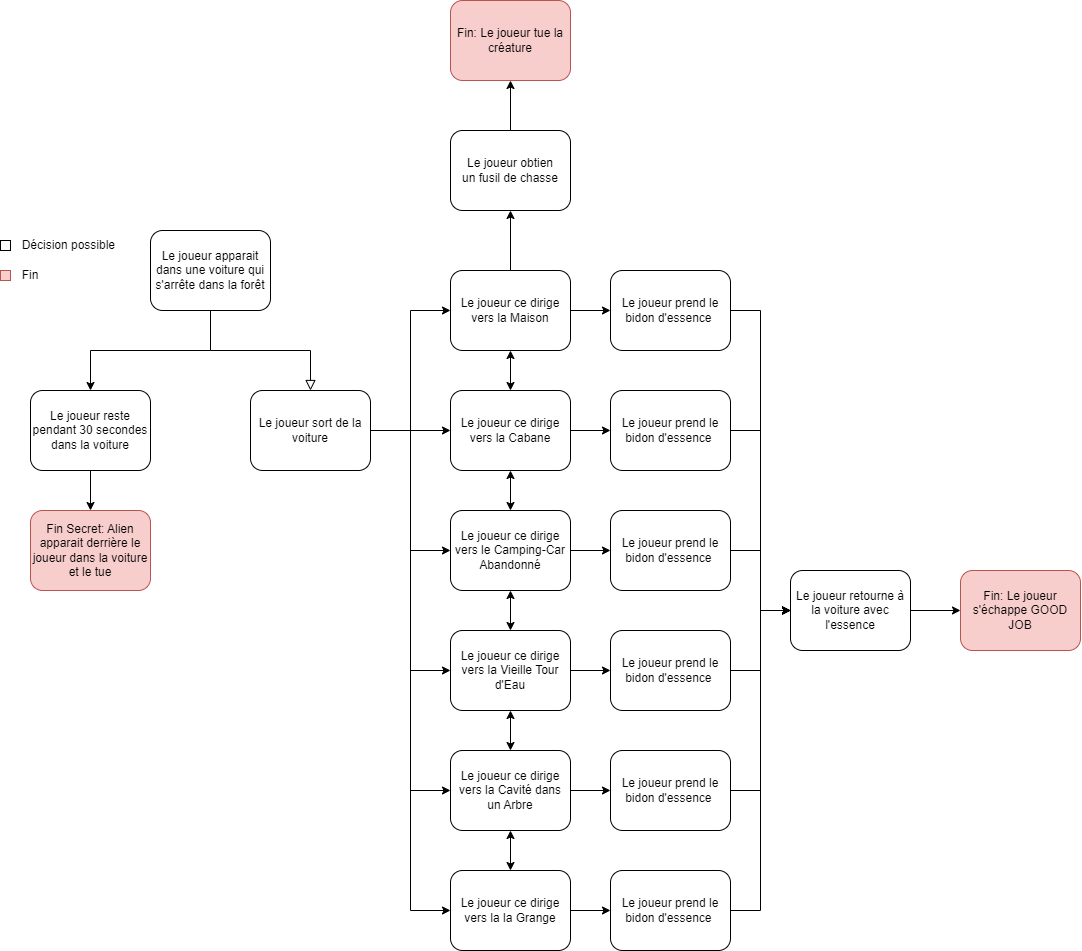 Fin: Le joueur tue la
créature
Le joueur obtien
un fusil de chasse
Décision possible
Fin
Le joueur apparait
dans une voiture qui
s'arrête dans la forêt
Le joueur ce dirige
vers la Maison
Le joueur prend le
bidon d'essence
Le joueur reste
pendant 30 secondes
dans la voiture
Le joueur sort de la
voiture
Le joueur ce dirige
vers la Cabane
Le joueur prend le
bidon d'essence
Fin Secret: Alien
apparait derrière le
joueur dans la voiture
et le tue
Le joueur ce dirige
vers le Camping-Car
Abandonné
Le joueur prend le
bidon d'essence
Le joueur retourne à
la voiture avec
l'essence
Fin: Le joueur
s'échappe GOOD
JOB
Le joueur ce dirige
vers la Vieille Tour
d'Eau
Le joueur prend le
bidon d'essence
Le joueur ce dirige
vers la Cavité dans
un Arbre
Le joueur prend le
bidon d'essence
Le joueur ce dirige
vers la la Grange
Le joueur prend le
bidon d'essence